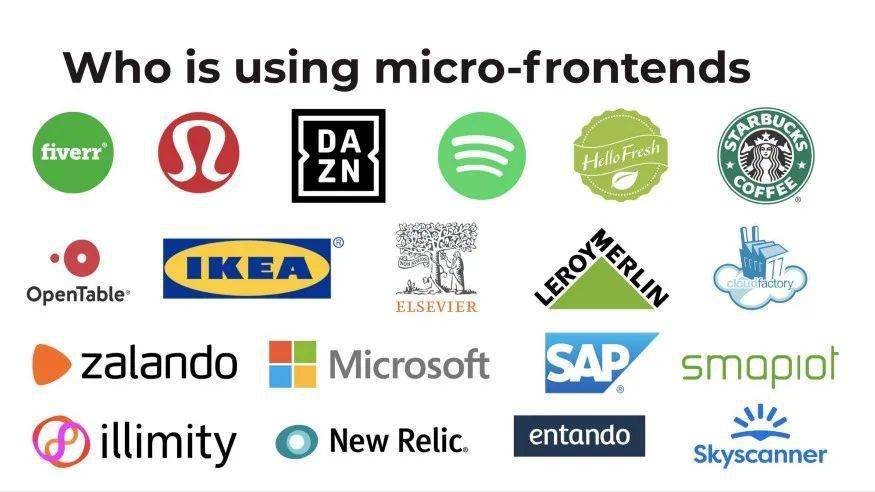 Who is using micro-frontends
fiverr®
DA
ZN
HelloFresh
STARBUCKS
COFFEE
®
OpenTable®
IKEA®
ELSEVIER
LEROY MERLIN
cloudfactory
zalando
Microsoft
SAP®
smapiot
illimity
New Relic®
entando
Skyscanner